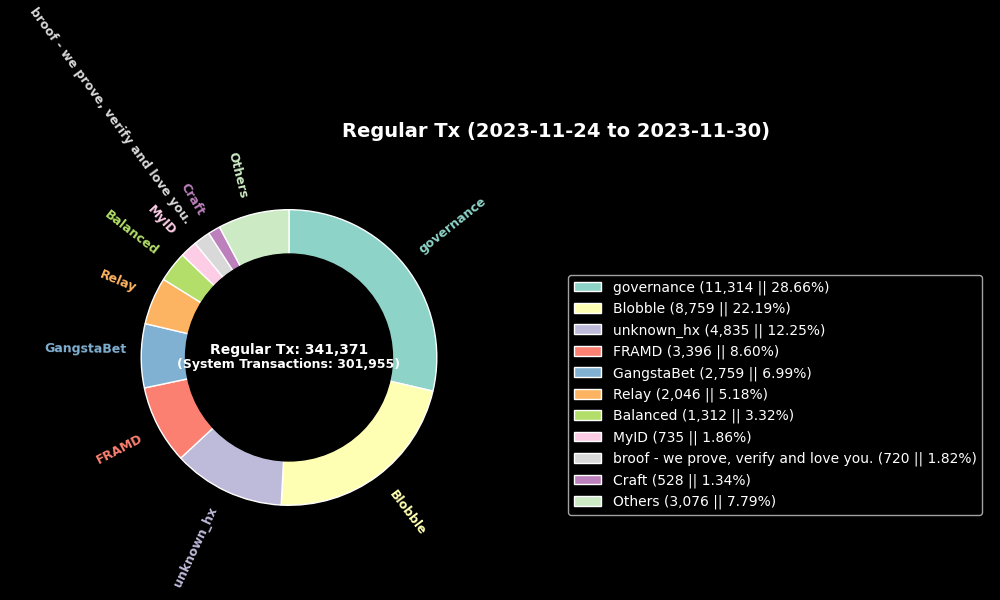 Regular Tx (2023-11-24 to 2023-11-30)
broof - we prove, verify and love you.
Others
Craft
MyID
Balanced
Relay
GangstaBet
FRAMD
unknown_hx
Blobble
governance
Regular Tx: 341,371
(System Transactions: 301,955)
governance (11,314 || 28.66%)
Blobble (8,759 || 22.19%)
unknown_hx (4,835 || 12.25%)
FRAMD (3,396 || 8.60%)
GangstaBet (2,759 || 6.99%)
Relay (2,046 || 5.18%)
Balanced (1,312 || 3.32%)
MyID (735 || 1.86%)
broof - we prove, verify and love you. (720 || 1.82%)
Craft (528 || 1.34%)
Others (3,076 || 7.79%)